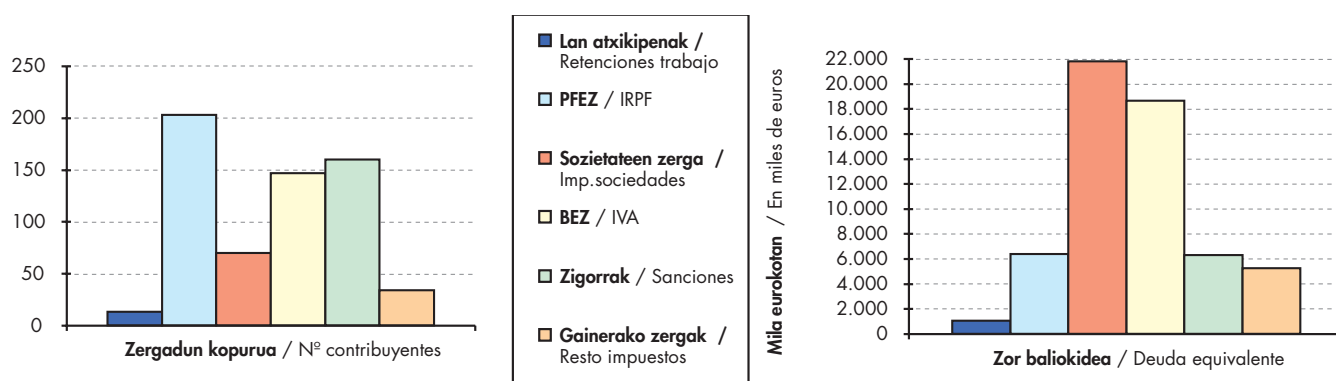 250
200
150
100
50
0
Zergadun kopurua / Nº contribuyentes
Lan atxikipenak /
Retenciones trabajo
PFEZ / IRPF
Sozietateen zerga /
Imp.sociedades
BEZ / IVA
Zigorrak / Sanciones
Gainerako zergak /
Resto impuestos
Mila eurokotan / En miles de euros
22.000
20.000
18.000
16.000
14.000
12.000
10.000
8.000
6.000
4.000
2.000
0
Zor baliokidea / Deuda equivalente